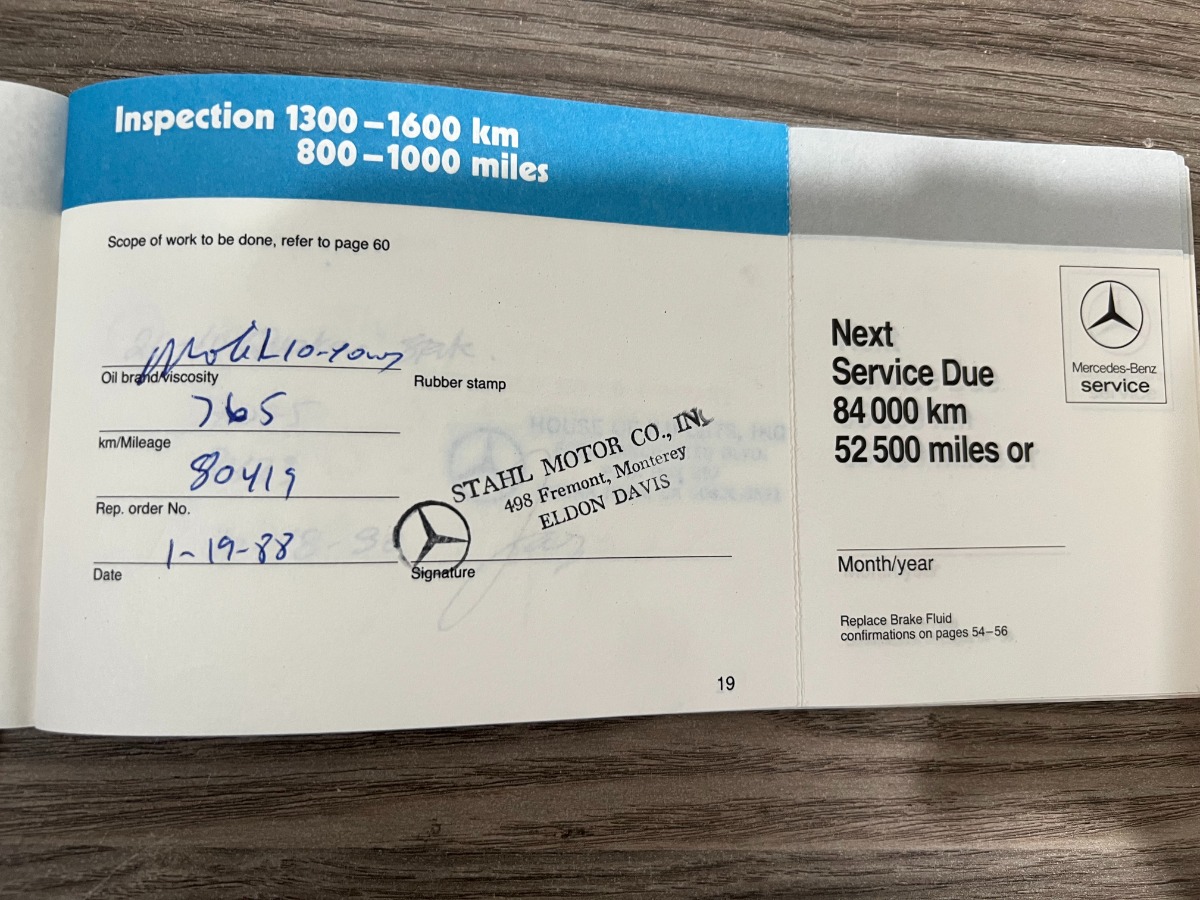 Inspection 1300–1600 km
800–1000 miles
Scope of work to be done, refer to page 60
Oil brand/viscosity
Rubber stamp
765
km/Mileage
80419
Rep. order No.
1-19-88
Date
STAHL MOTOR CO., INC
498 Fremont, Monterey
ELDON DAVIS
Signature
19
Mercedes-Benz
service
Next
Service Due
84 000 km
52 500 miles or
Month/year
Replace Brake Fluid
confirmations on pages 54–56